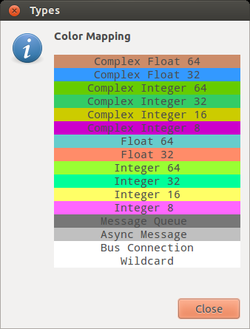 Types
Color Mapping
Complex Float 64
Complex Float 32
Complex Integer 64
Complex Integer 32
Complex Integer 16
Complex Integer 8
Float 64
Float 32
Integer 64
Integer 32
Integer 16
Integer 8
Message Queue
Async Message
Bus Connection
Wildcard
Close